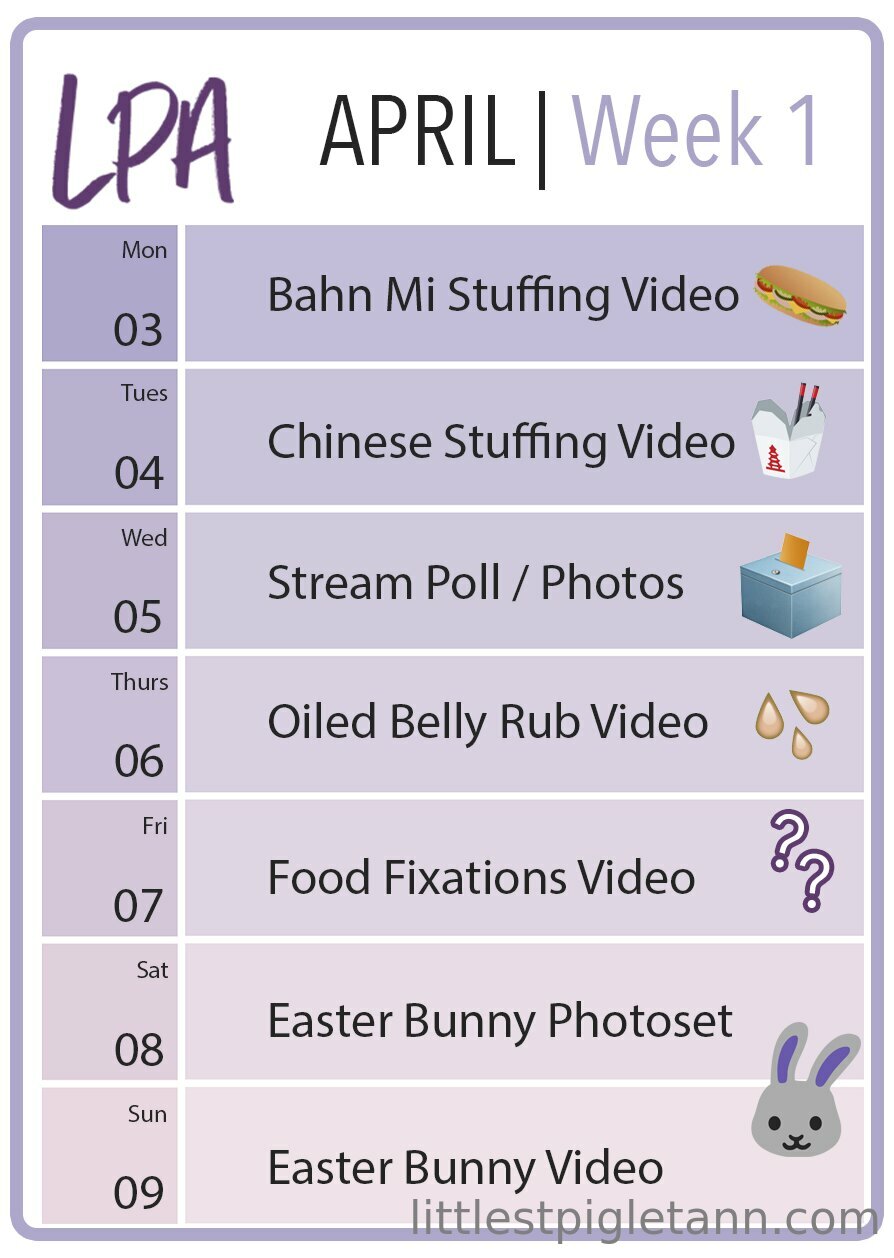 LPA
APRIL | Week 1
Mon
03
Bahn Mi Stuffing Video
Tues
04
Chinese Stuffing Video
Wed
05
Stream Poll / Photos
Thurs
06
Oiled Belly Rub Video
Fri
07
Food Fixations Video
??
Sat
08
Easter Bunny Photoset
Sun
09
Easter Bunny Video
littlestpigletann.com